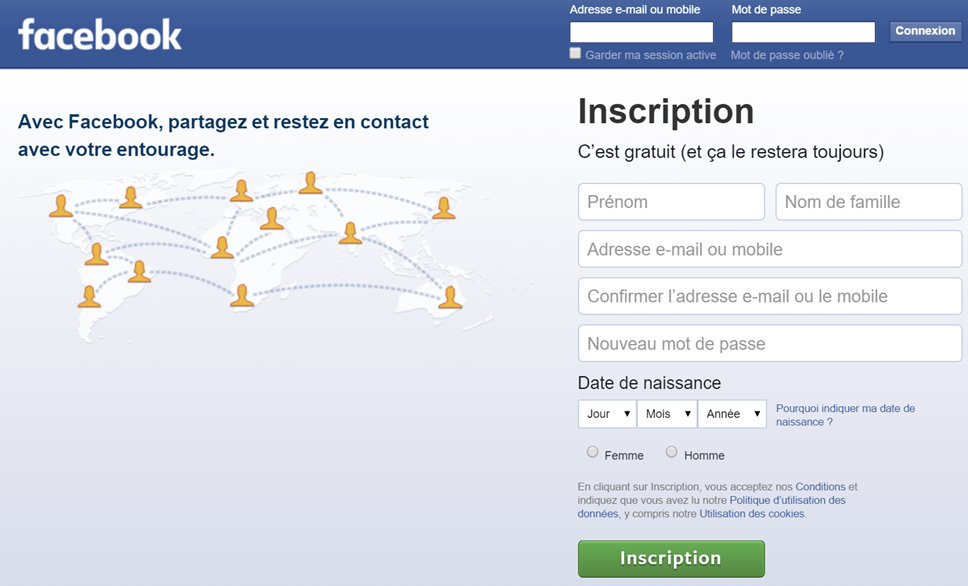 facebook
Adresse e-mail ou mobile
Mot de passe
Connexion
Garder ma session active
Mot de passe oublié ?
Avec Facebook, partagez et restez en contact
avec votre entourage.
Inscription
C’est gratuit (et ça le restera toujours)
Prénom
Nom de famille
Adresse e-mail ou mobile
Confirmer l’adresse e-mail ou le mobile
Nouveau mot de passe
Date de naissance
Jour
Mois
Année
Pourquoi indiquer ma date de
naissance ?
Femme
Homme
En cliquant sur Inscription, vous acceptez nos Conditions et
indiquez que vous avez lu notre Politique d’utilisation des
données, y compris notre Utilisation des cookies.
Inscription